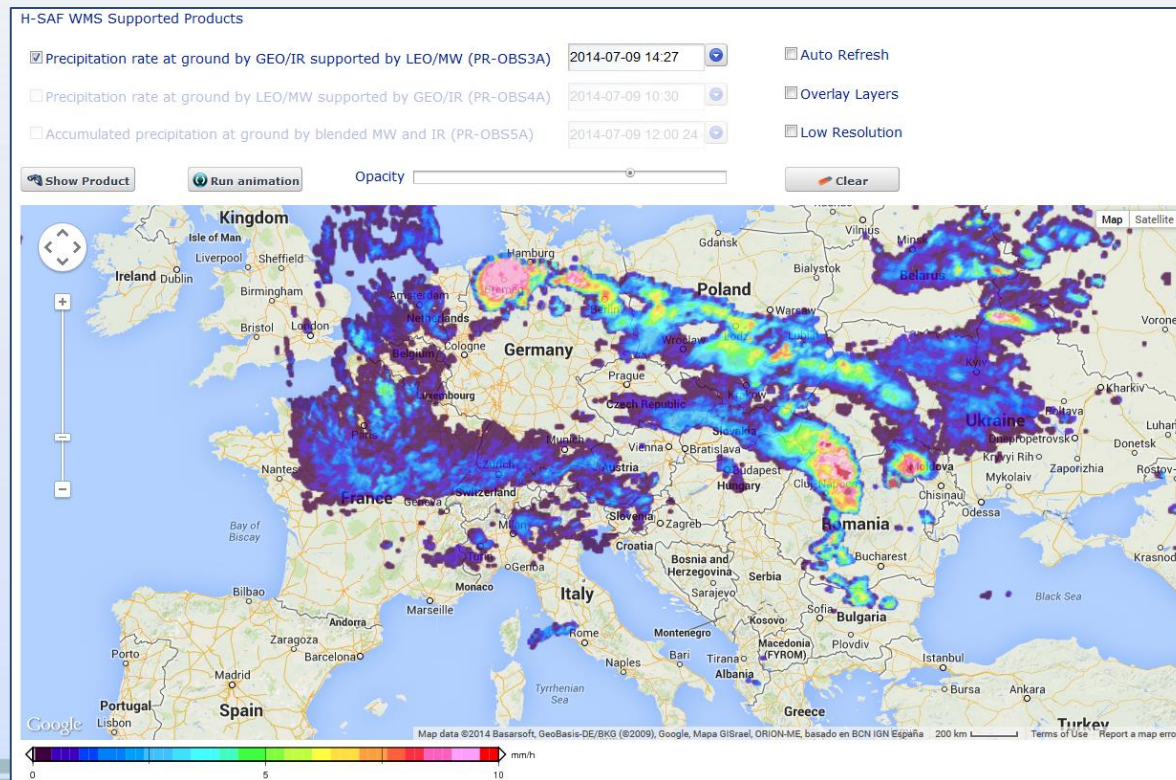 H-SAF WMS Supported Products
Precipitation rate at ground by GEO/IR supported by LEO/MW (PR-OBS3A) 2014-07-09 14:27 Auto Refresh
Precipitation rate at ground by LEO/MW supported by GEO/IR (PR-OBS4A) 2014-07-09 10:30 Overlay Layers
Accumulated precipitation at ground by blended MW and IR (PR-OBS5A) 2014-07-09 12:00 24 Low Resolution
Show Product Run animation Opacity Clear
Kingdom
Map Satellite
Isle of Man
Vilnius
Minsk
Liverpool Sheffield
Hamburg
Gdańsk
Ireland Dublin
Bialystok
Belarus
Birmingham
Amsterdam
Bremen
Berlin
Poland
Netherlands
Warsaw
Bristol London
Cologne
Germany
Belgium
Wroclaw
Łódź
Lublin
Prague
Kyiv
Kharkiv
Luxembourg
Czech Republic
Krakow
Poltava
Ukraine
Paris
Slovakia
Dnipropetrovsk
Donetsk
Munich
Vienna Bratislava
Nantes
Zürich
Austria
Budapest
Hungary
Moldova
Kryvyi Rih
Zaporizhia
Mykolaiv
France
Geneva
Switzerland
Cluj-Napoca
Chisinau
Odessa
Bay of
Biscay
Milan
Slovenia
Zagreb
Romania
Turin
Croatia
Genoa
Bosnia and
Herzegovina
Serbia
Bucharest
Monaco
Sarajevo
Bilbao
Italy
Black Sea
Marseille
Andorra
Sofia
Bulgaria
Kosovo
Montenegro
Zaragoza
Rome
Macedonia
(FYROM)
Plovdiv
Porto
Barcelona
Naples
Bari
Tirana
Albania
Istanbul
Madrid
Tyrrhenian
Sea
Bursa
Ankara
Portugal
Spain
Greece
Turkey
Lisbon
Google
Map data ©2014 Basarsoft, GeoBasis-DE/BKG (©2009), Google, Mapa GISrael, ORION-ME, basado en BCN IGN España 200 km Terms of Use Report a map erro
mm/h
0 5 10